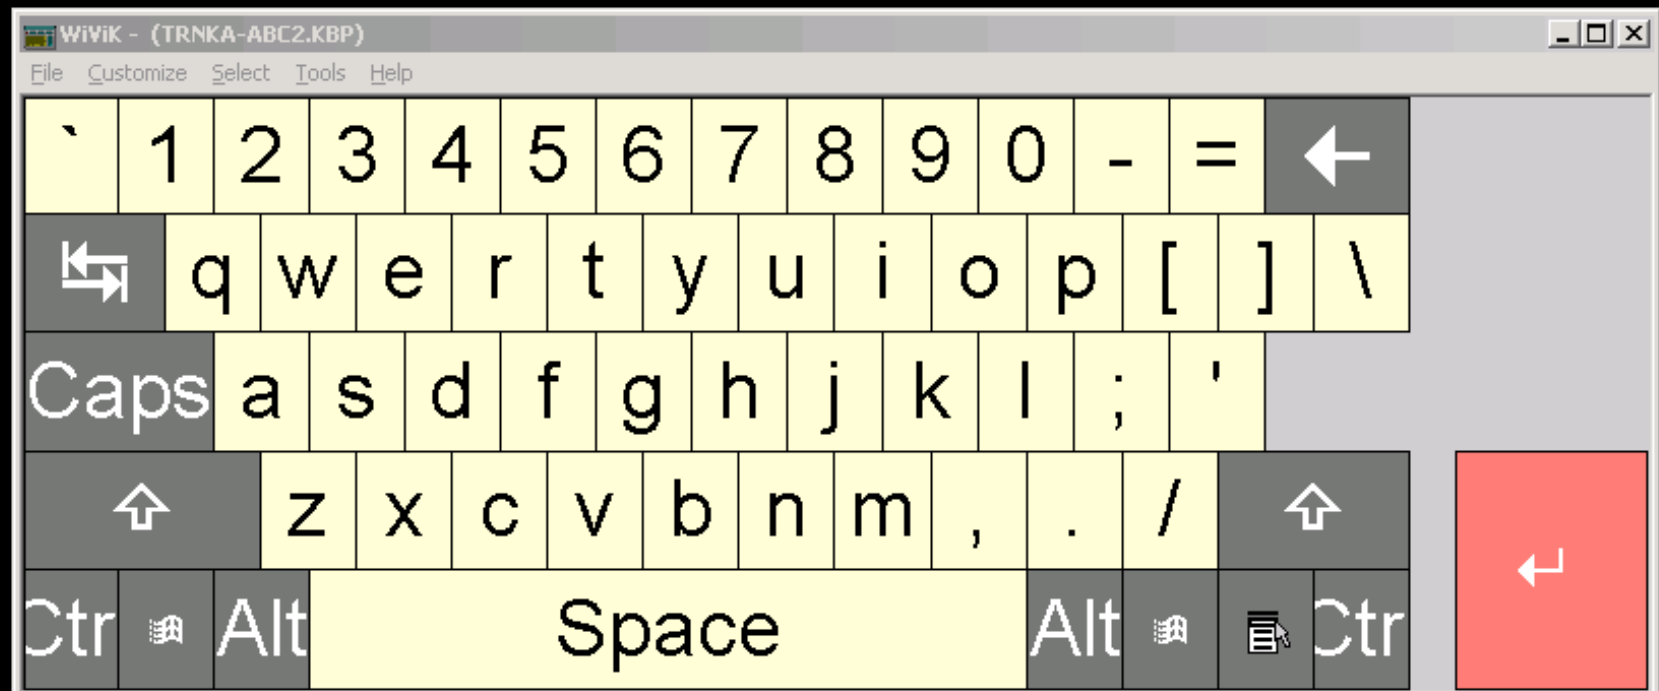 WiViK - (TRNKA-ABC2.KBP)
File Customize Select Tools Help
` 1 2 3 4 5 6 7 8 9 0 - =
q w e r t y u i o p [ ] \
Caps a s d f g h j k l ; '
z x c v b n m , . /
Ctr Alt Space Alt Ctr